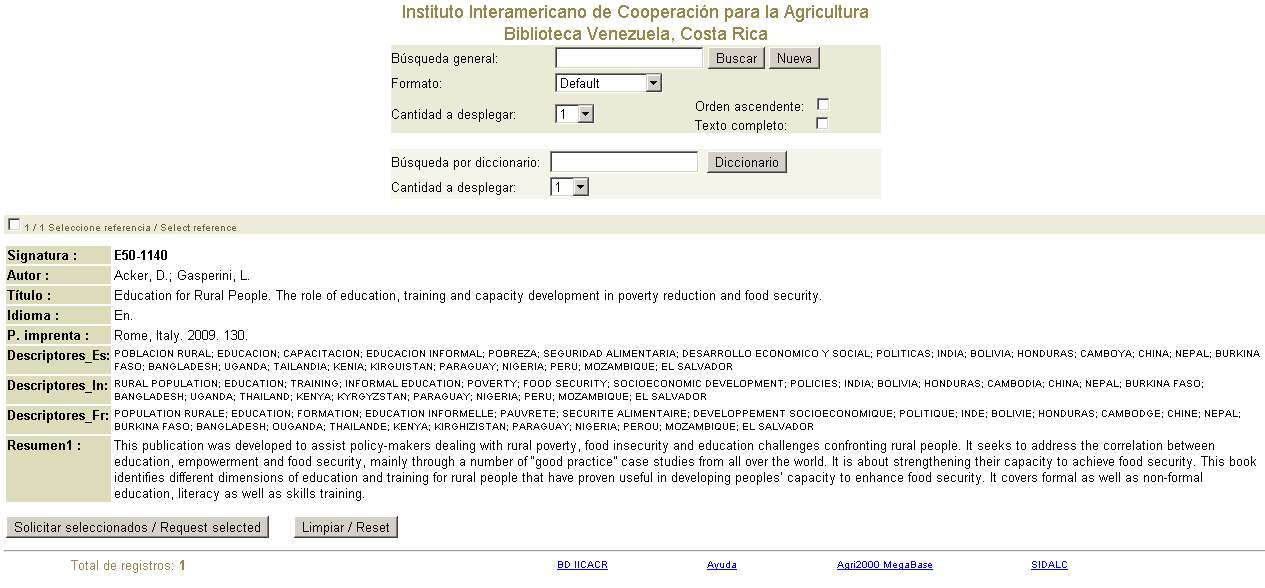 Instituto Interamericano de Cooperación para la Agricultura
Biblioteca Venezuela, Costa Rica
Búsqueda general: Buscar Nueva
Formato: Default
Cantidad a desplegar: 1 Orden ascendente:
Texto completo:
Búsqueda por diccionario: Diccionario
Cantidad a desplegar: 1
1 / 1 Seleccione referencia / Select reference
Signatura : E50-1140
Autor : Acker, D.; Gasperini, L.
Título : Education for Rural People. The role of education, training and capacity development in poverty reduction and food security.
Idioma : En.
P. imprenta : Rome, Italy. 2009. 130.
Descriptores_Es: POBLACION RURAL; EDUCACION; CAPACITACION; EDUCACION INFORMAL; POBREZA; SEGURIDAD ALIMENTARIA; DESARROLLO ECONOMICO Y SOCIAL; POLITICAS; INDIA; BOLIVIA; HONDURAS; CAMBOYA; CHINA; NEPAL; BURKINA
FASO; BANGLADESH; UGANDA; TAILANDIA; KENIA; KIRGUISTAN; PARAGUAY; NIGERIA; PERU; MOZAMBIQUE; EL SALVADOR
Descriptores_In: RURAL POPULATION; EDUCATION; TRAINING; INFORMAL EDUCATION; POVERTY; FOOD SECURITY; SOCIOECONOMIC DEVELOPMENT; POLICIES; INDIA; BOLIVIA; HONDURAS; CAMBODIA; CHINA; NEPAL; BURKINA FASO;
BANGLADESH; UGANDA; THAILAND; KENYA; KYRGYZSTAN; PARAGUAY; NIGERIA; PERU; MOZAMBIQUE; EL SALVADOR
Descriptores_Fr: POPULATION RURALE; EDUCATION; FORMATION; EDUCATION INFORMELLE; PAUVRETE; SECURITE ALIMENTAIRE; DEVELOPPEMENT SOCIOECONOMIQUE; POLITIQUE; INDE; BOLIVIE; HONDURAS; CAMBODGE; CHINE; NEPAL;
BURKINA FASO; BANGLADESH; OUGANDA; THAILANDE; KENYA; KIRGHIZISTAN; PARAGUAY; NIGERIA; PEROU; MOZAMBIQUE; EL SALVADOR
Resumen1 : This publication was developed to assist policy-makers dealing with rural poverty, food insecurity and education challenges confronting rural people. It seeks to address the correlation between
education, empowerment and food security, mainly through a number of "good practice" case studies from all over the world. It is about strengthening their capacity to achieve food security. This book
identifies different dimensions of education and training for rural people that have proven useful in developing peoples' capacity to enhance food security. It covers formal as well as non-formal
education, literacy as well as skills training.
Solicitar seleccionados / Request selected Limpiar / Reset
Total de registros: 1 BD IICACR Ayuda Agri2000 MegaBase SIDALC